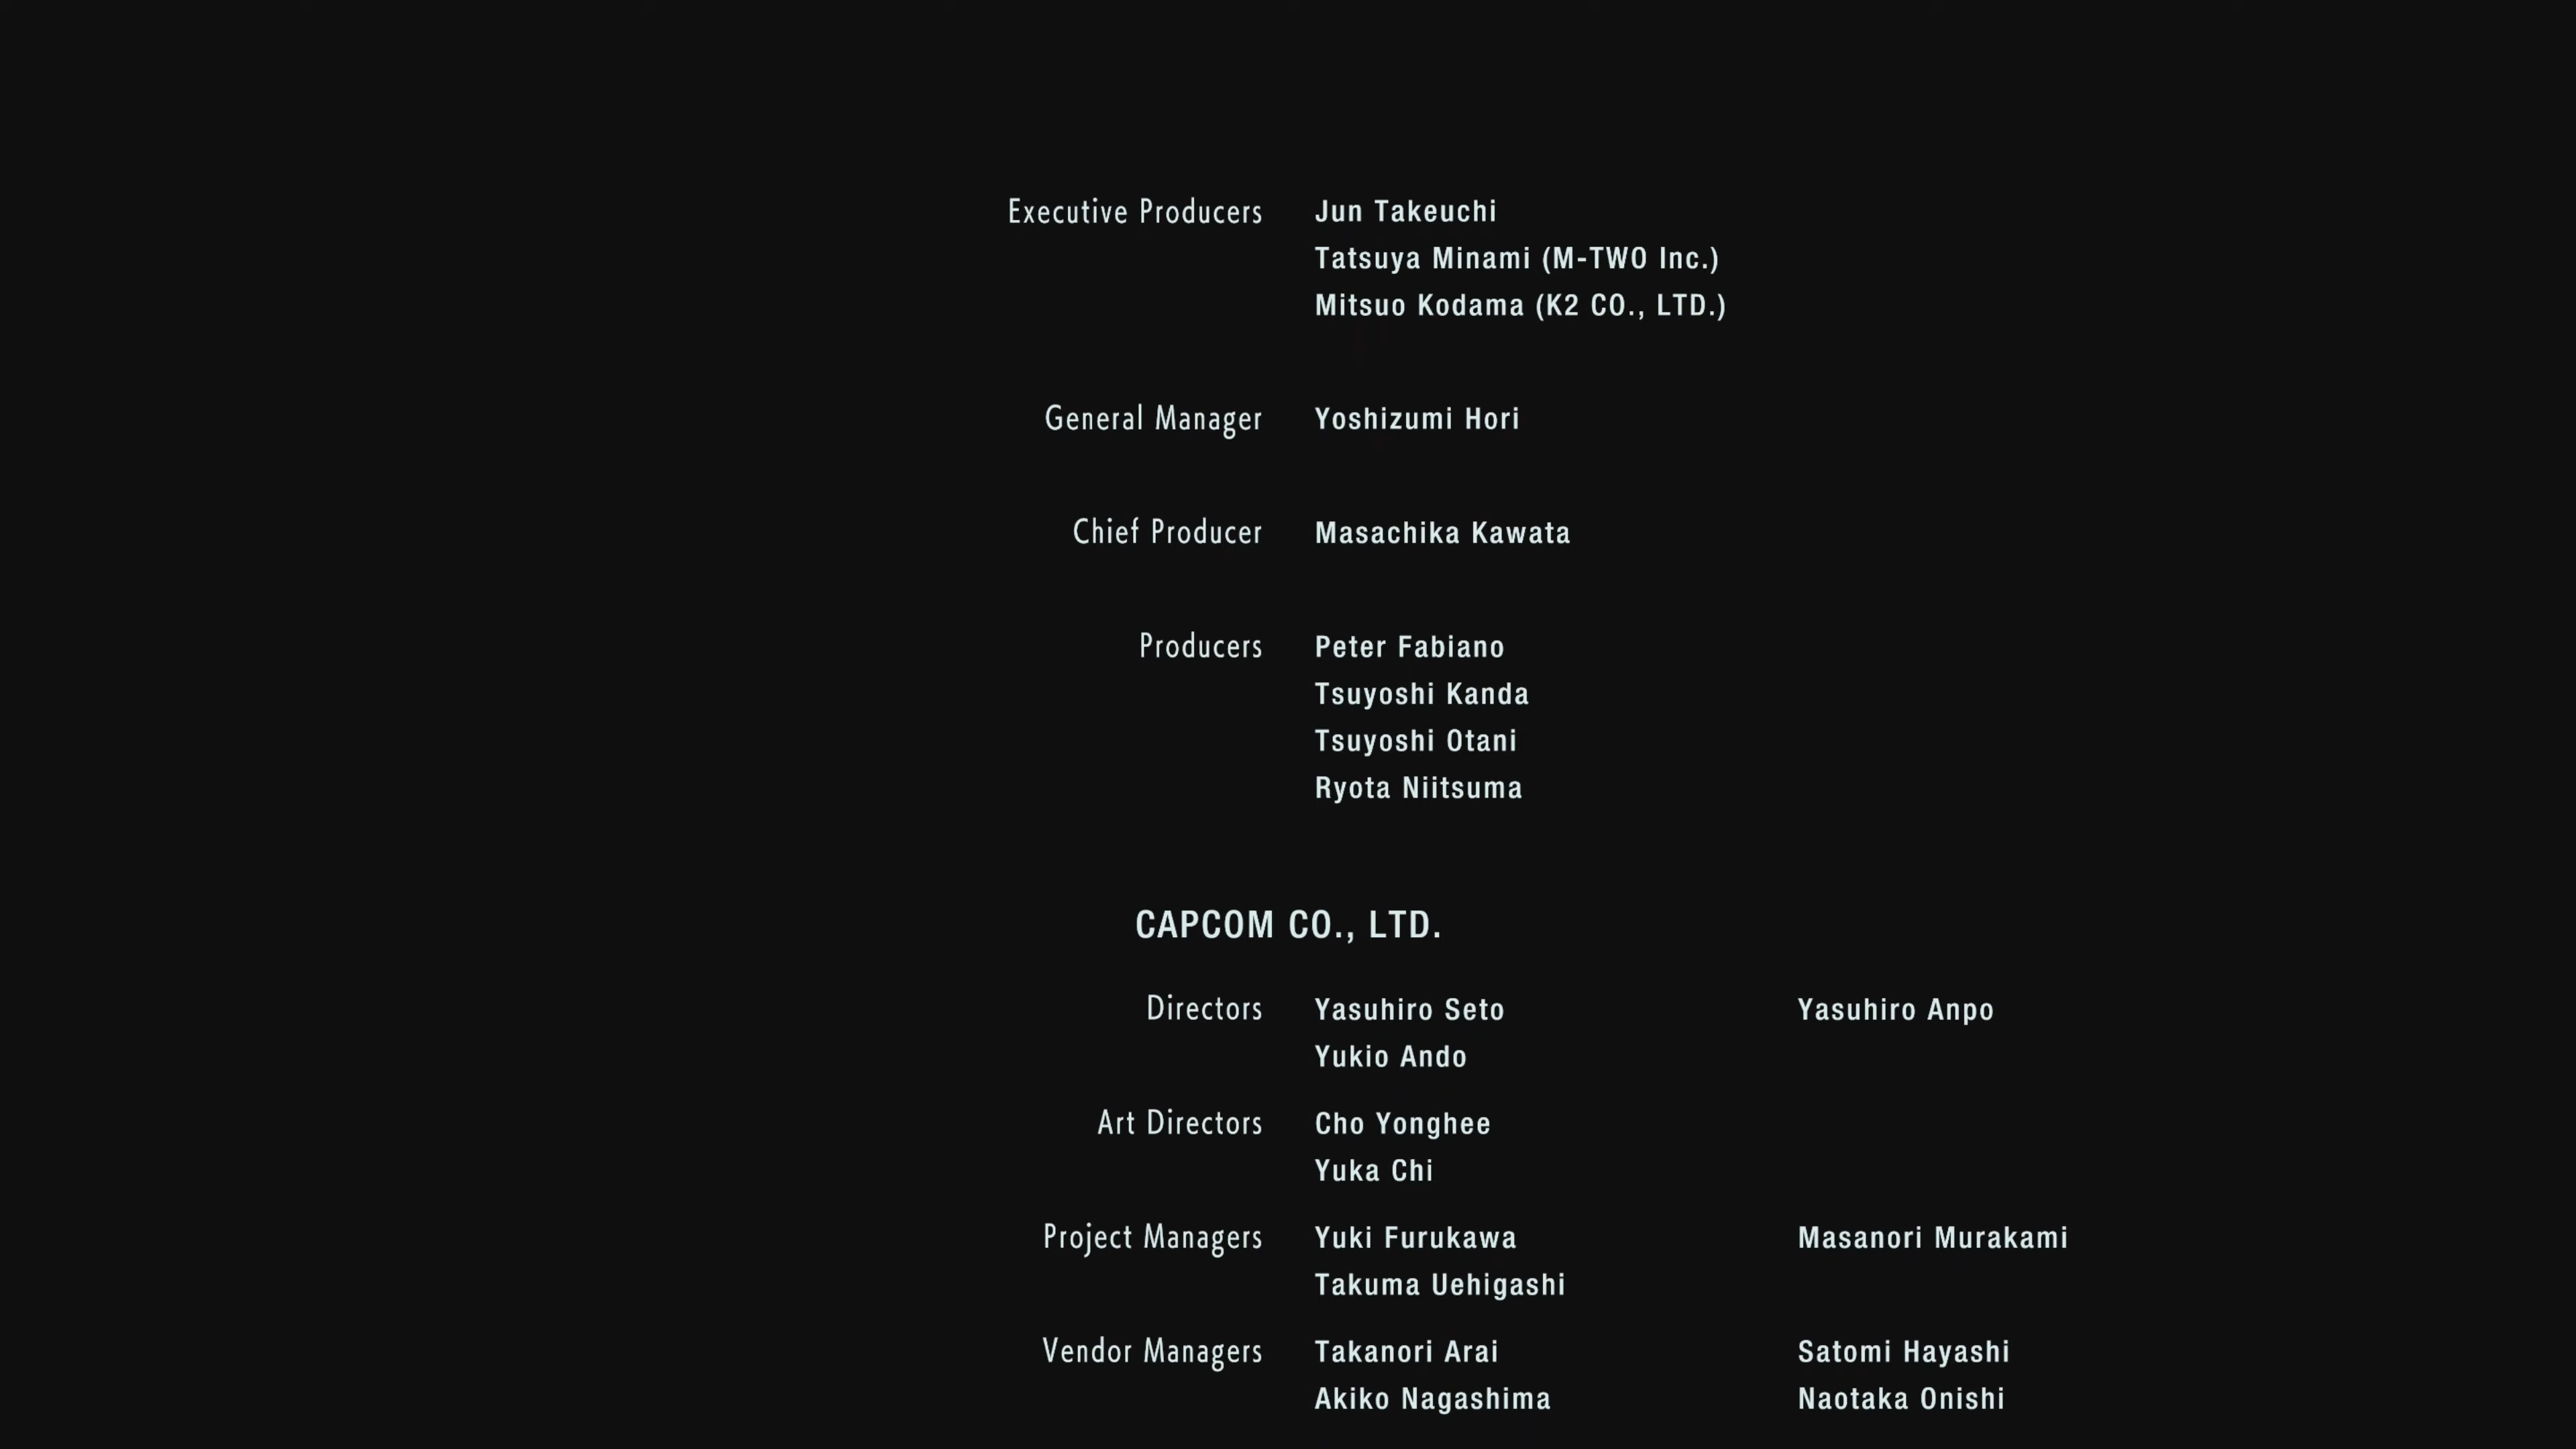 Executive Producers Jun Takeuchi
Tatsuya Minami (M-TWO Inc.)
Mitsuo Kodama (K2 CO., LTD.)
General Manager Yoshizumi Hori
Chief Producer Masachika Kawata
Producers Peter Fabiano
Tsuyoshi Kanda
Tsuyoshi Otani
Ryota Niitsuma
CAPCOM CO., LTD.
Directors Yasuhiro Seto Yasuhiro Anpo
Yukio Ando
Art Directors Cho Yonghee
Yuka Chi
Project Managers Yuki Furukawa Masanori Murakami
Takuma Uehigashi
Vendor Managers Takanori Arai Satomi Hayashi
Akiko Nagashima Naotaka Onishi